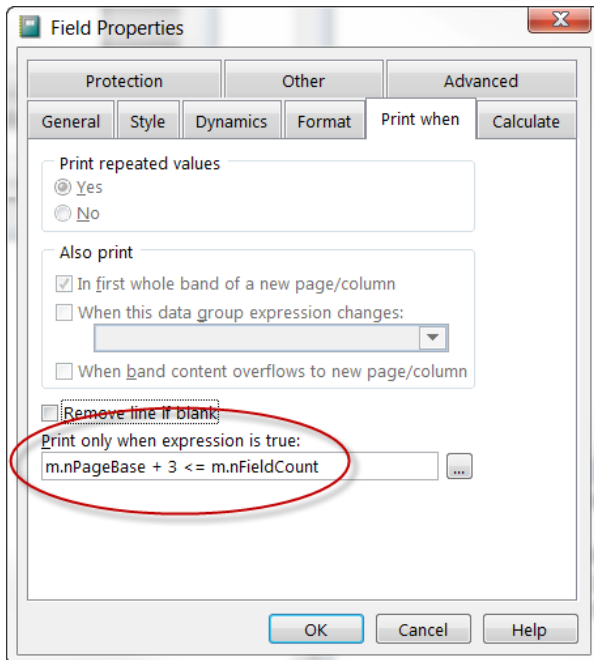 Field Properties
Protection Other Advanced
General Style Dynamics Format Print when Calculate
Print repeated values
Yes
No
Also print
In first whole band of a new page/column
When this data group expression changes:
When band content overflows to new page/column
Remove line if blank
Print only when expression is true:
m.nPageBase + 3 <= m.nFieldCount ...
OK Cancel Help